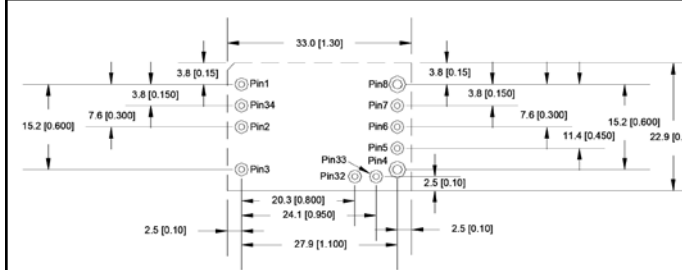 33.0 [1.30]
3.8 [0.15]
3.8 [0.15]
Pin1
Pin8
3.8 [0.150]
3.8 [0.150]
Pin34
Pin7
7.6 [0.300]
7.6 [0.300]
15.2 [0.600]
15.2 [0.600]
Pin2
Pin6
22.9 [0.
11.4 [0.450]
Pin5
Pin33
Pin4
Pin3
Pin32
2.5 [0.10]
20.3 [0.800]
24.1 [0.950]
2.5 [0.10]
2.5 [0.10]
27.9 [1.100]